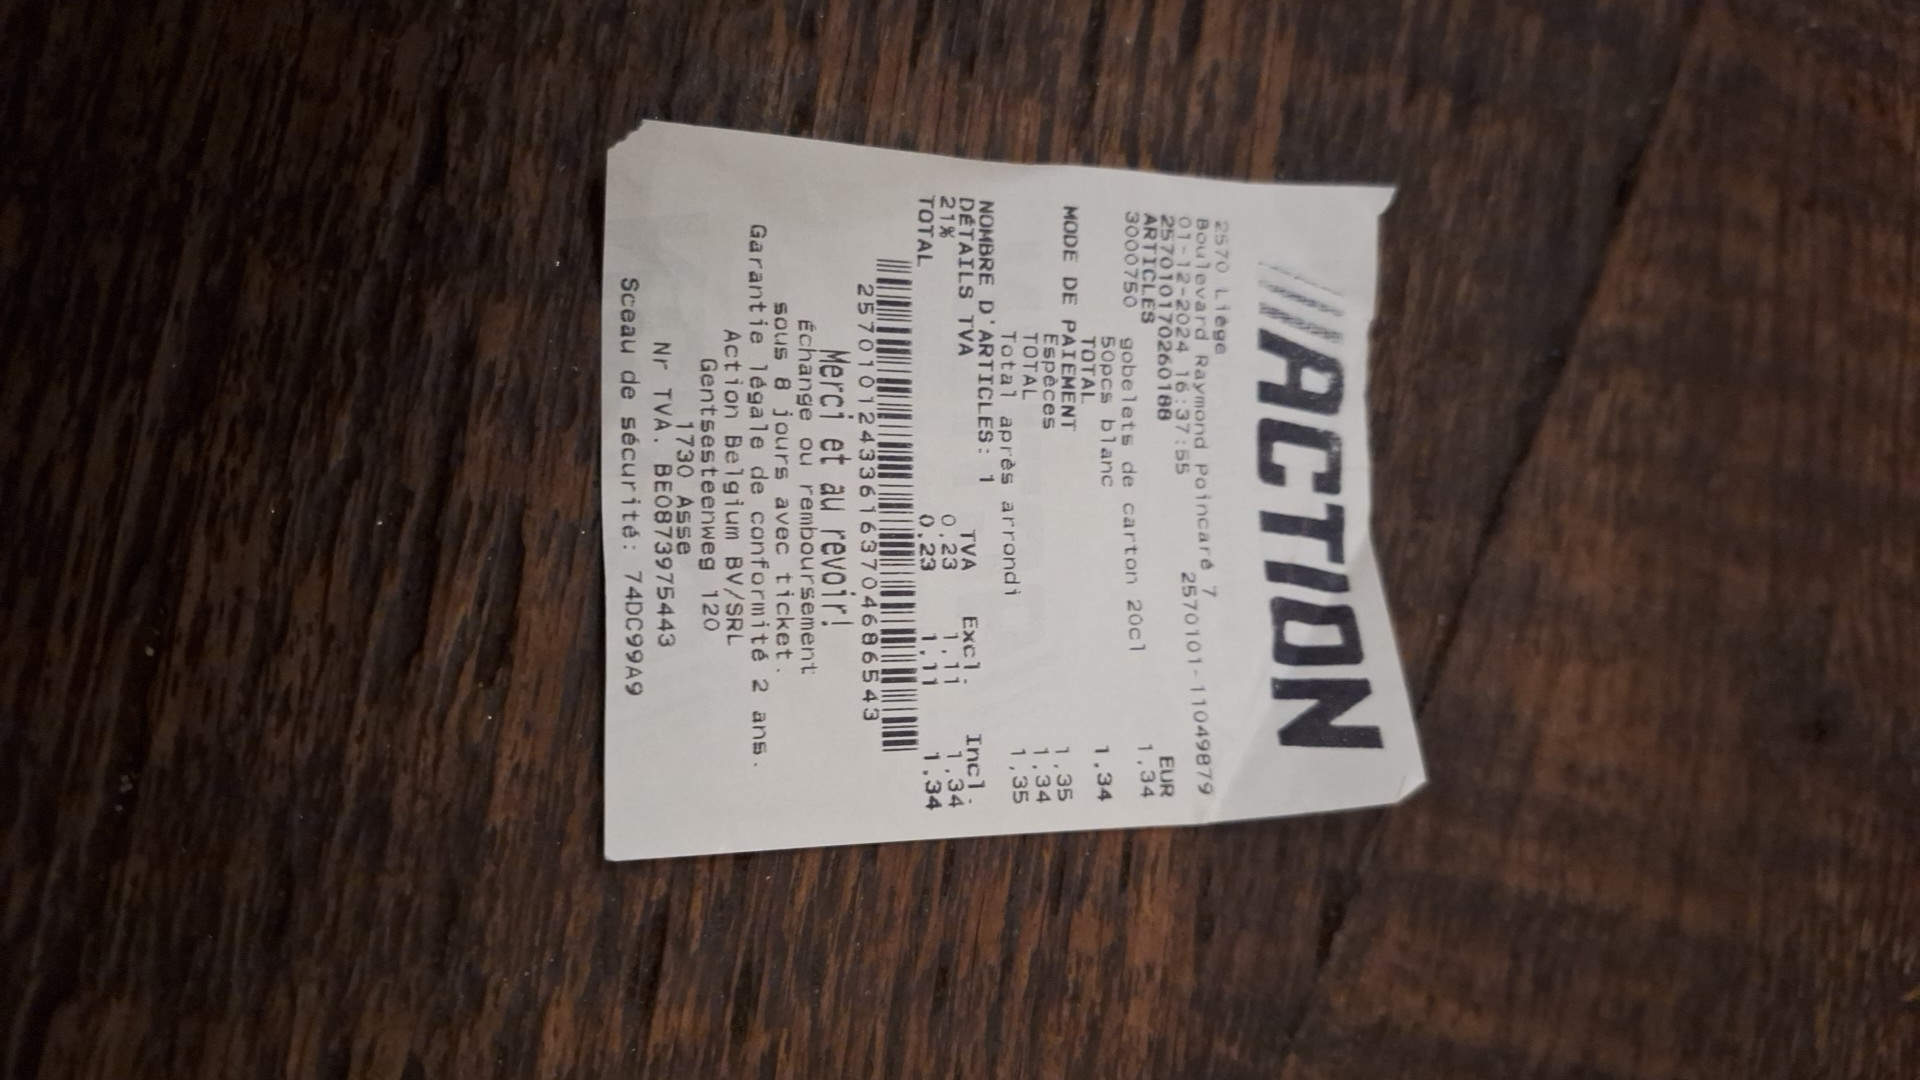 ACTION
2570 Liège
Boulevard Raymond Poincaré 7
01-12-2024 16:37:55 2570101-11049879
2570101702601 88
ARTICLES EUR
3000750 gobelets de carton 20cl 1,34
50pcs blanc
TOTAL 1,34
MODE DE PAIEMENT
Espèces 1,35
TOTAL 1,34
Total après arrondi 1,35
NOMBRE D'ARTICLES: 1
DÉTAILS TVA TVA Excl. Incl.
21% 0,23 1,11 1,34
TOTAL 0,23 1,11 1,34
2570101243361637046865 43
Merci et au revoir!
Échange ou remboursement
sous 8 jours avec ticket.
Garantie légale de conformité 2 ans.
Action Belgium BV/SRL
Gentsesteenweg 120
1730 Asse
Nr TVA. BE0873975443
Sceau de sécurité: 74DC99A9